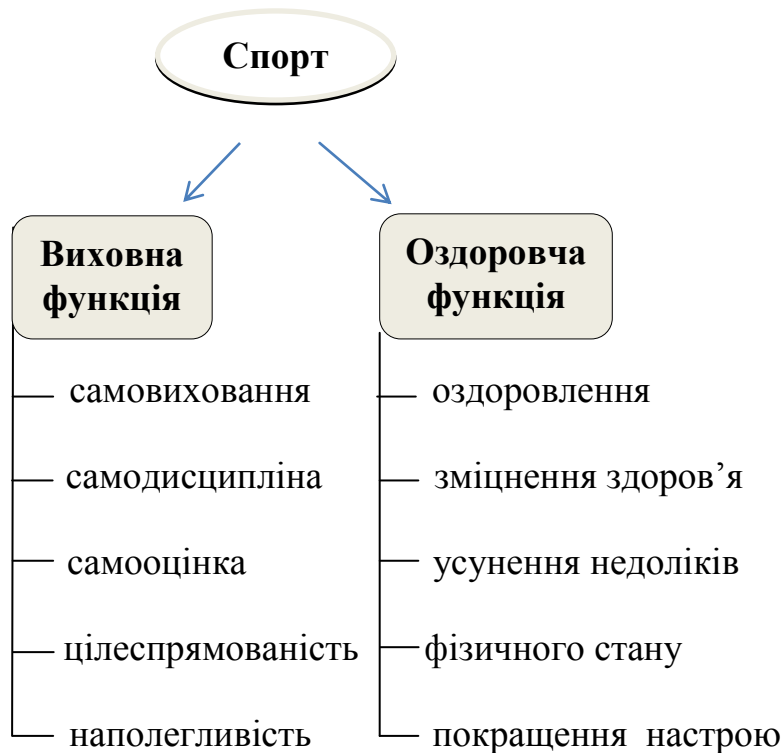 Спорт
Виховна
функція
самовиховання
самодисципліна
самооцінка
цілеспрямованість
наполегливість
Оздоровча
функція
оздоровлення
зміцнення здоров’я
усунення недоліків
фізичного стану
покращення настрою